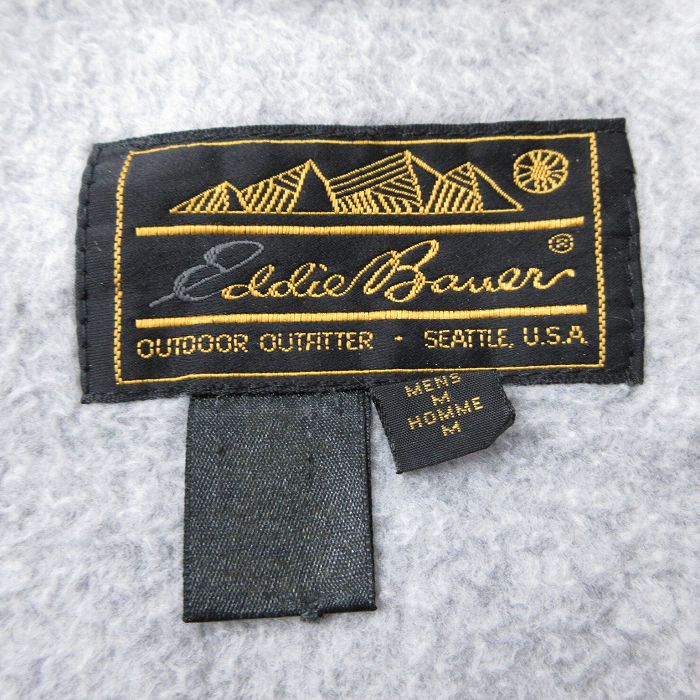 Eddie Bauer®
OUTDOOR OUTFITTER • SEATTLE, U.S.A.
MENS
M
HOMME
M